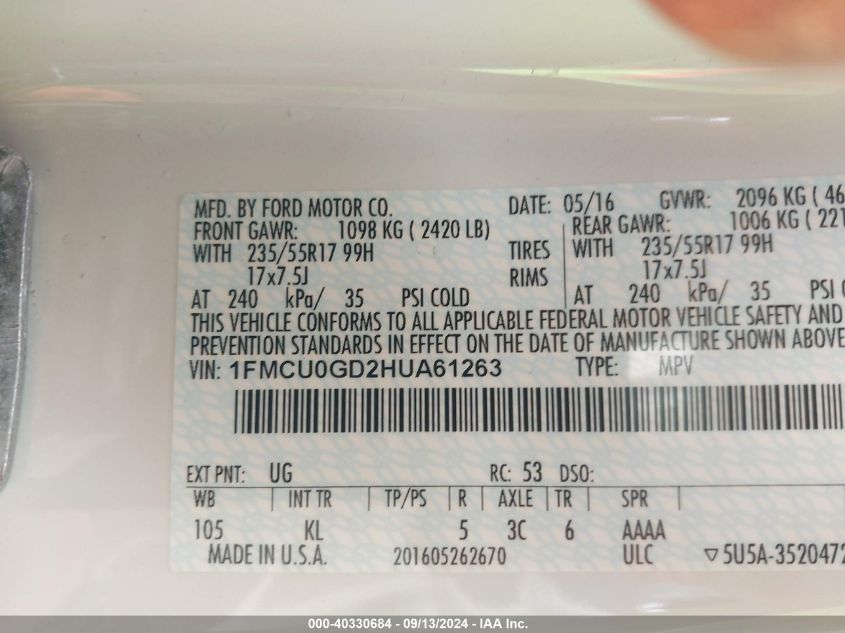 MFD. BY FORD MOTOR CO. DATE: 05/16 GVWR: 2096 KG ( 46
FRONT GAWR: 1098 KG ( 2420 LB) REAR GAWR: 1006 KG ( 221
WITH 235/55R17 99H TIRES WITH 235/55R17 99H
17x7.5J RIMS 17x7.5J
AT 240 kPa/ 35 PSI COLD AT 240 kPa/ 35 PSI
THIS VEHICLE CONFORMS TO ALL APPLICABLE FEDERAL MOTOR VEHICLE SAFETY AND
PREVENTION STANDARDS IN EFFECT ON THE DATE OF MANUFACTURE SHOWN ABOVE
VIN: 1FMCU0GD2HUA61263 TYPE: MPV
EXT PNT: UG RC: 53 DSO:
WB INT TR TP/PS R AXLE TR SPR
105 KL 5 3C 6 AAAA
MADE IN U.S.A. 201605262670 ULC ▽5U5A-3520472
000-40330684 - 09/13/2024 - IAA Inc.